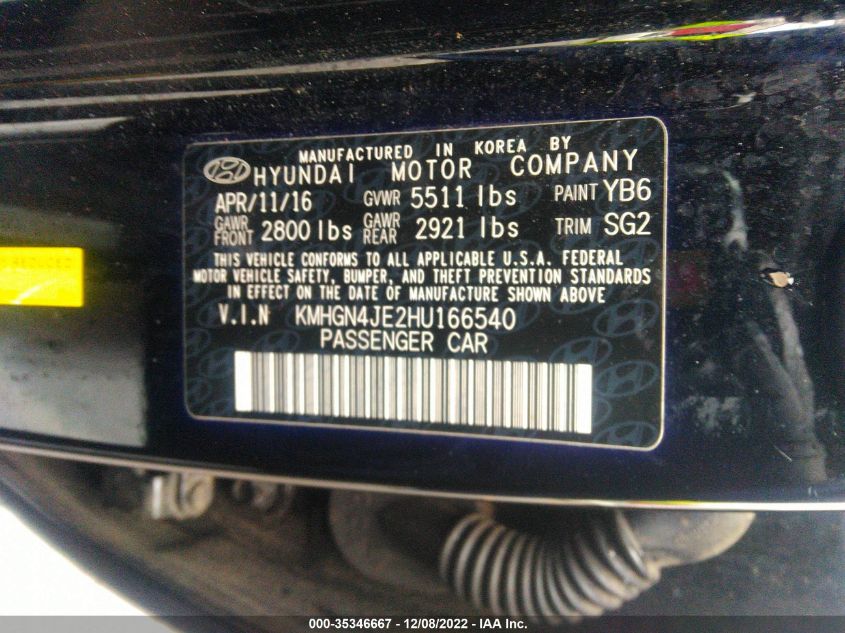 MANUFACTURED IN KOREA BY
HYUNDAI MOTOR COMPANY
APR/11/16 GVWR 5511 lbs PAINT YB6
GAWR FRONT 2800 lbs GAWR REAR 2921 lbs TRIM SG2
THIS VEHICLE CONFORMS TO ALL APPLICABLE U.S.A. FEDERAL
MOTOR VEHICLE SAFETY, BUMPER, AND THEFT PREVENTION STANDARDS
IN EFFECT ON THE DATE OF MANUFACTURE SHOWN ABOVE.
V.I.N KMHGN4JE2HU166540
PASSENGER CAR
000-35346667 - 12/08/2022 - IAA Inc.